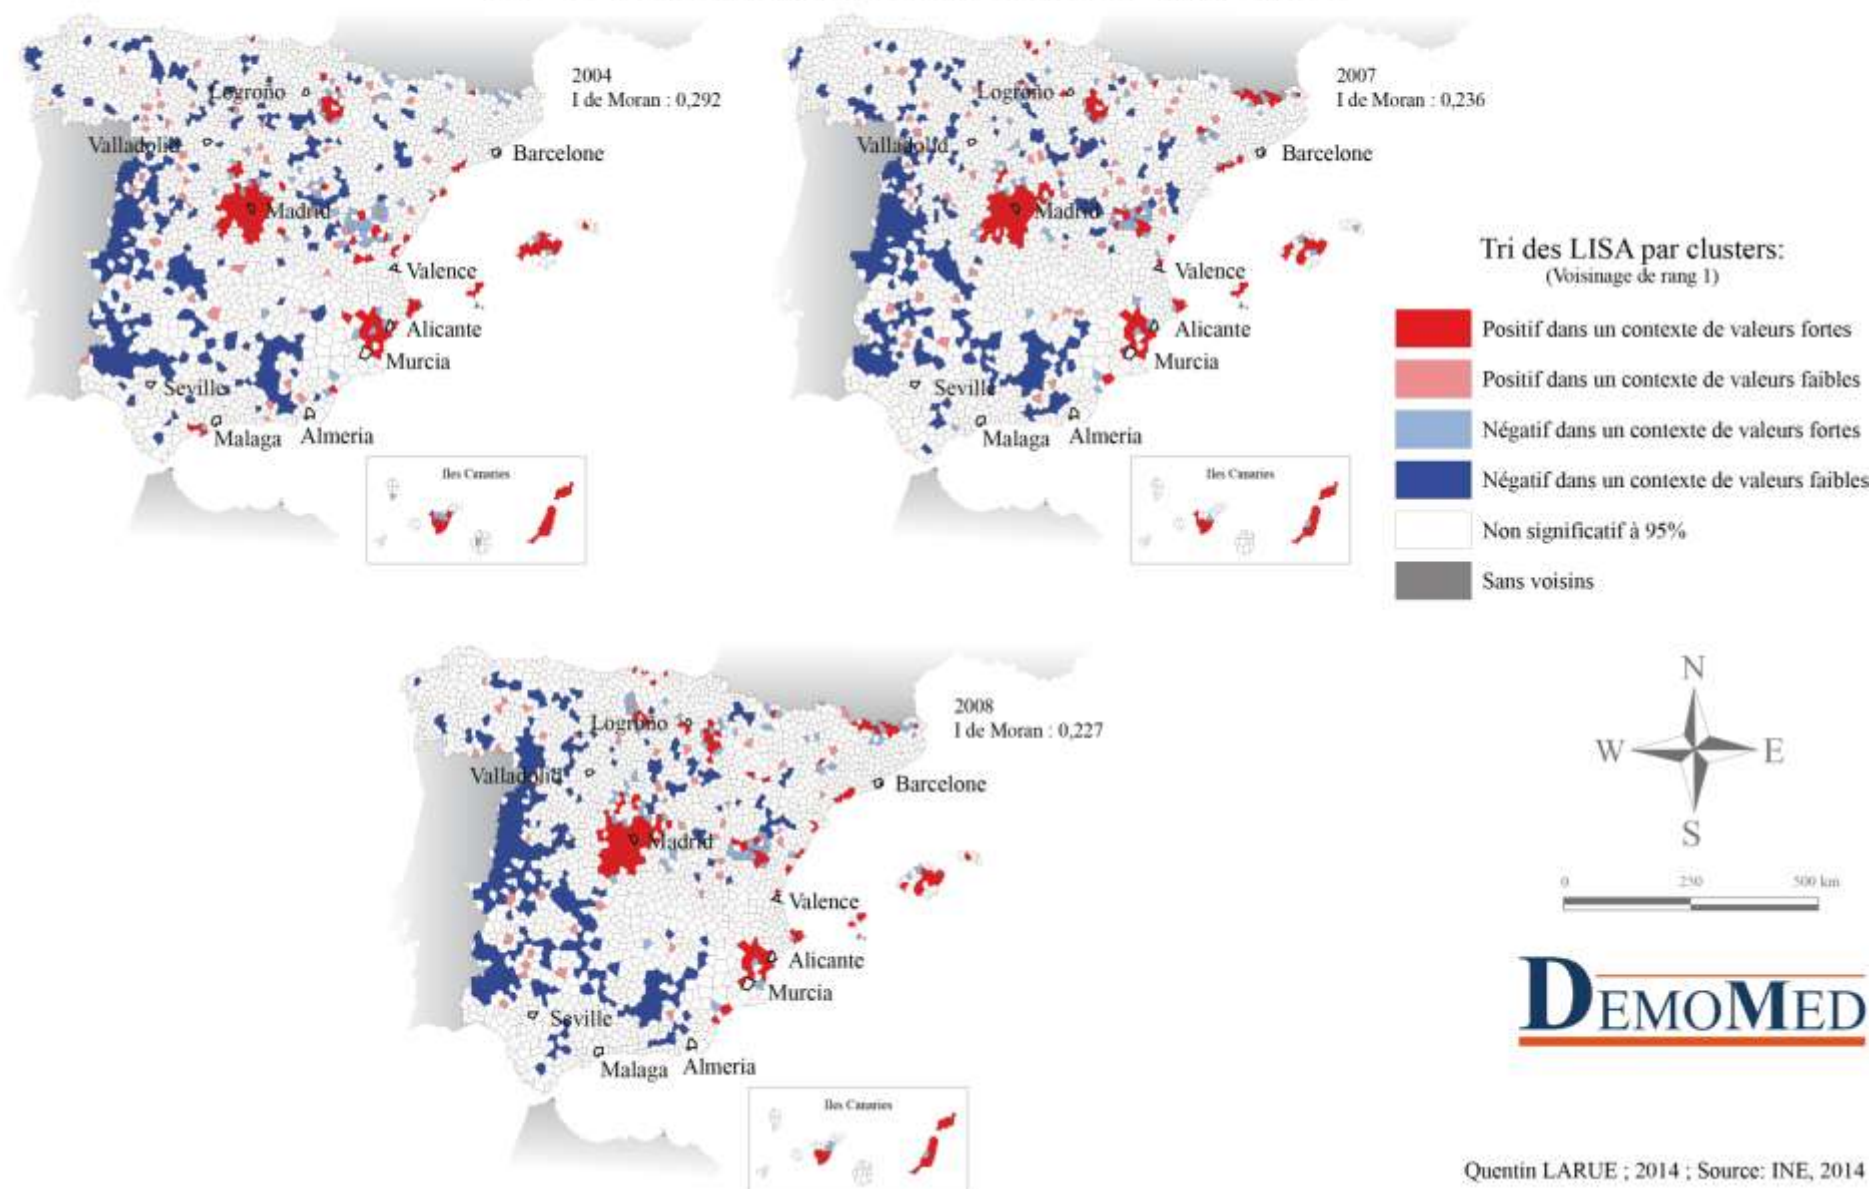 2004
I de Moran : 0,292
Logroño
Valladolid
Barcelone
Madrid
Valence
Alicante
Murcia
Seville
Malaga
Almeria
Iles Canaries
2007
I de Moran : 0,236
Logroño
Valladolid
Barcelone
Madrid
Valence
Alicante
Murcia
Seville
Malaga
Almeria
Iles Canaries
Tri des LISA par clusters:
(Voisinage de rang 1)
Positif dans un contexte de valeurs fortes
Positif dans un contexte de valeurs faibles
Négatif dans un contexte de valeurs fortes
Négatif dans un contexte de valeurs faibles
Non significatif à 95%
Sans voisins
2008
I de Moran : 0,227
Logroño
Valladolid
Barcelone
Madrid
Valence
Alicante
Murcia
Seville
Malaga
Almeria
Iles Canaries
N
W
E
S
0 250 500 km
DEMOMED
Quentin LARUE ; 2014 ; Source: INE, 2014